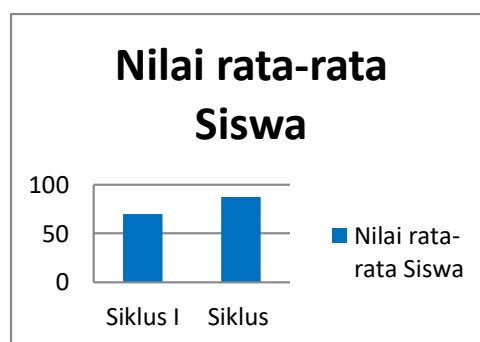 Nilai rata-rata
Siswa
100
50
0
Siklus I
Siklus
Nilai rata-
rata Siswa